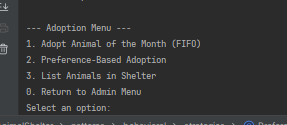 --- Adoption Menu ---
1. Adopt Animal of the Month (FIFO)
2. Preference-Based Adoption
3. List Animals in Shelter
0. Return to Admin Menu
Select an option: